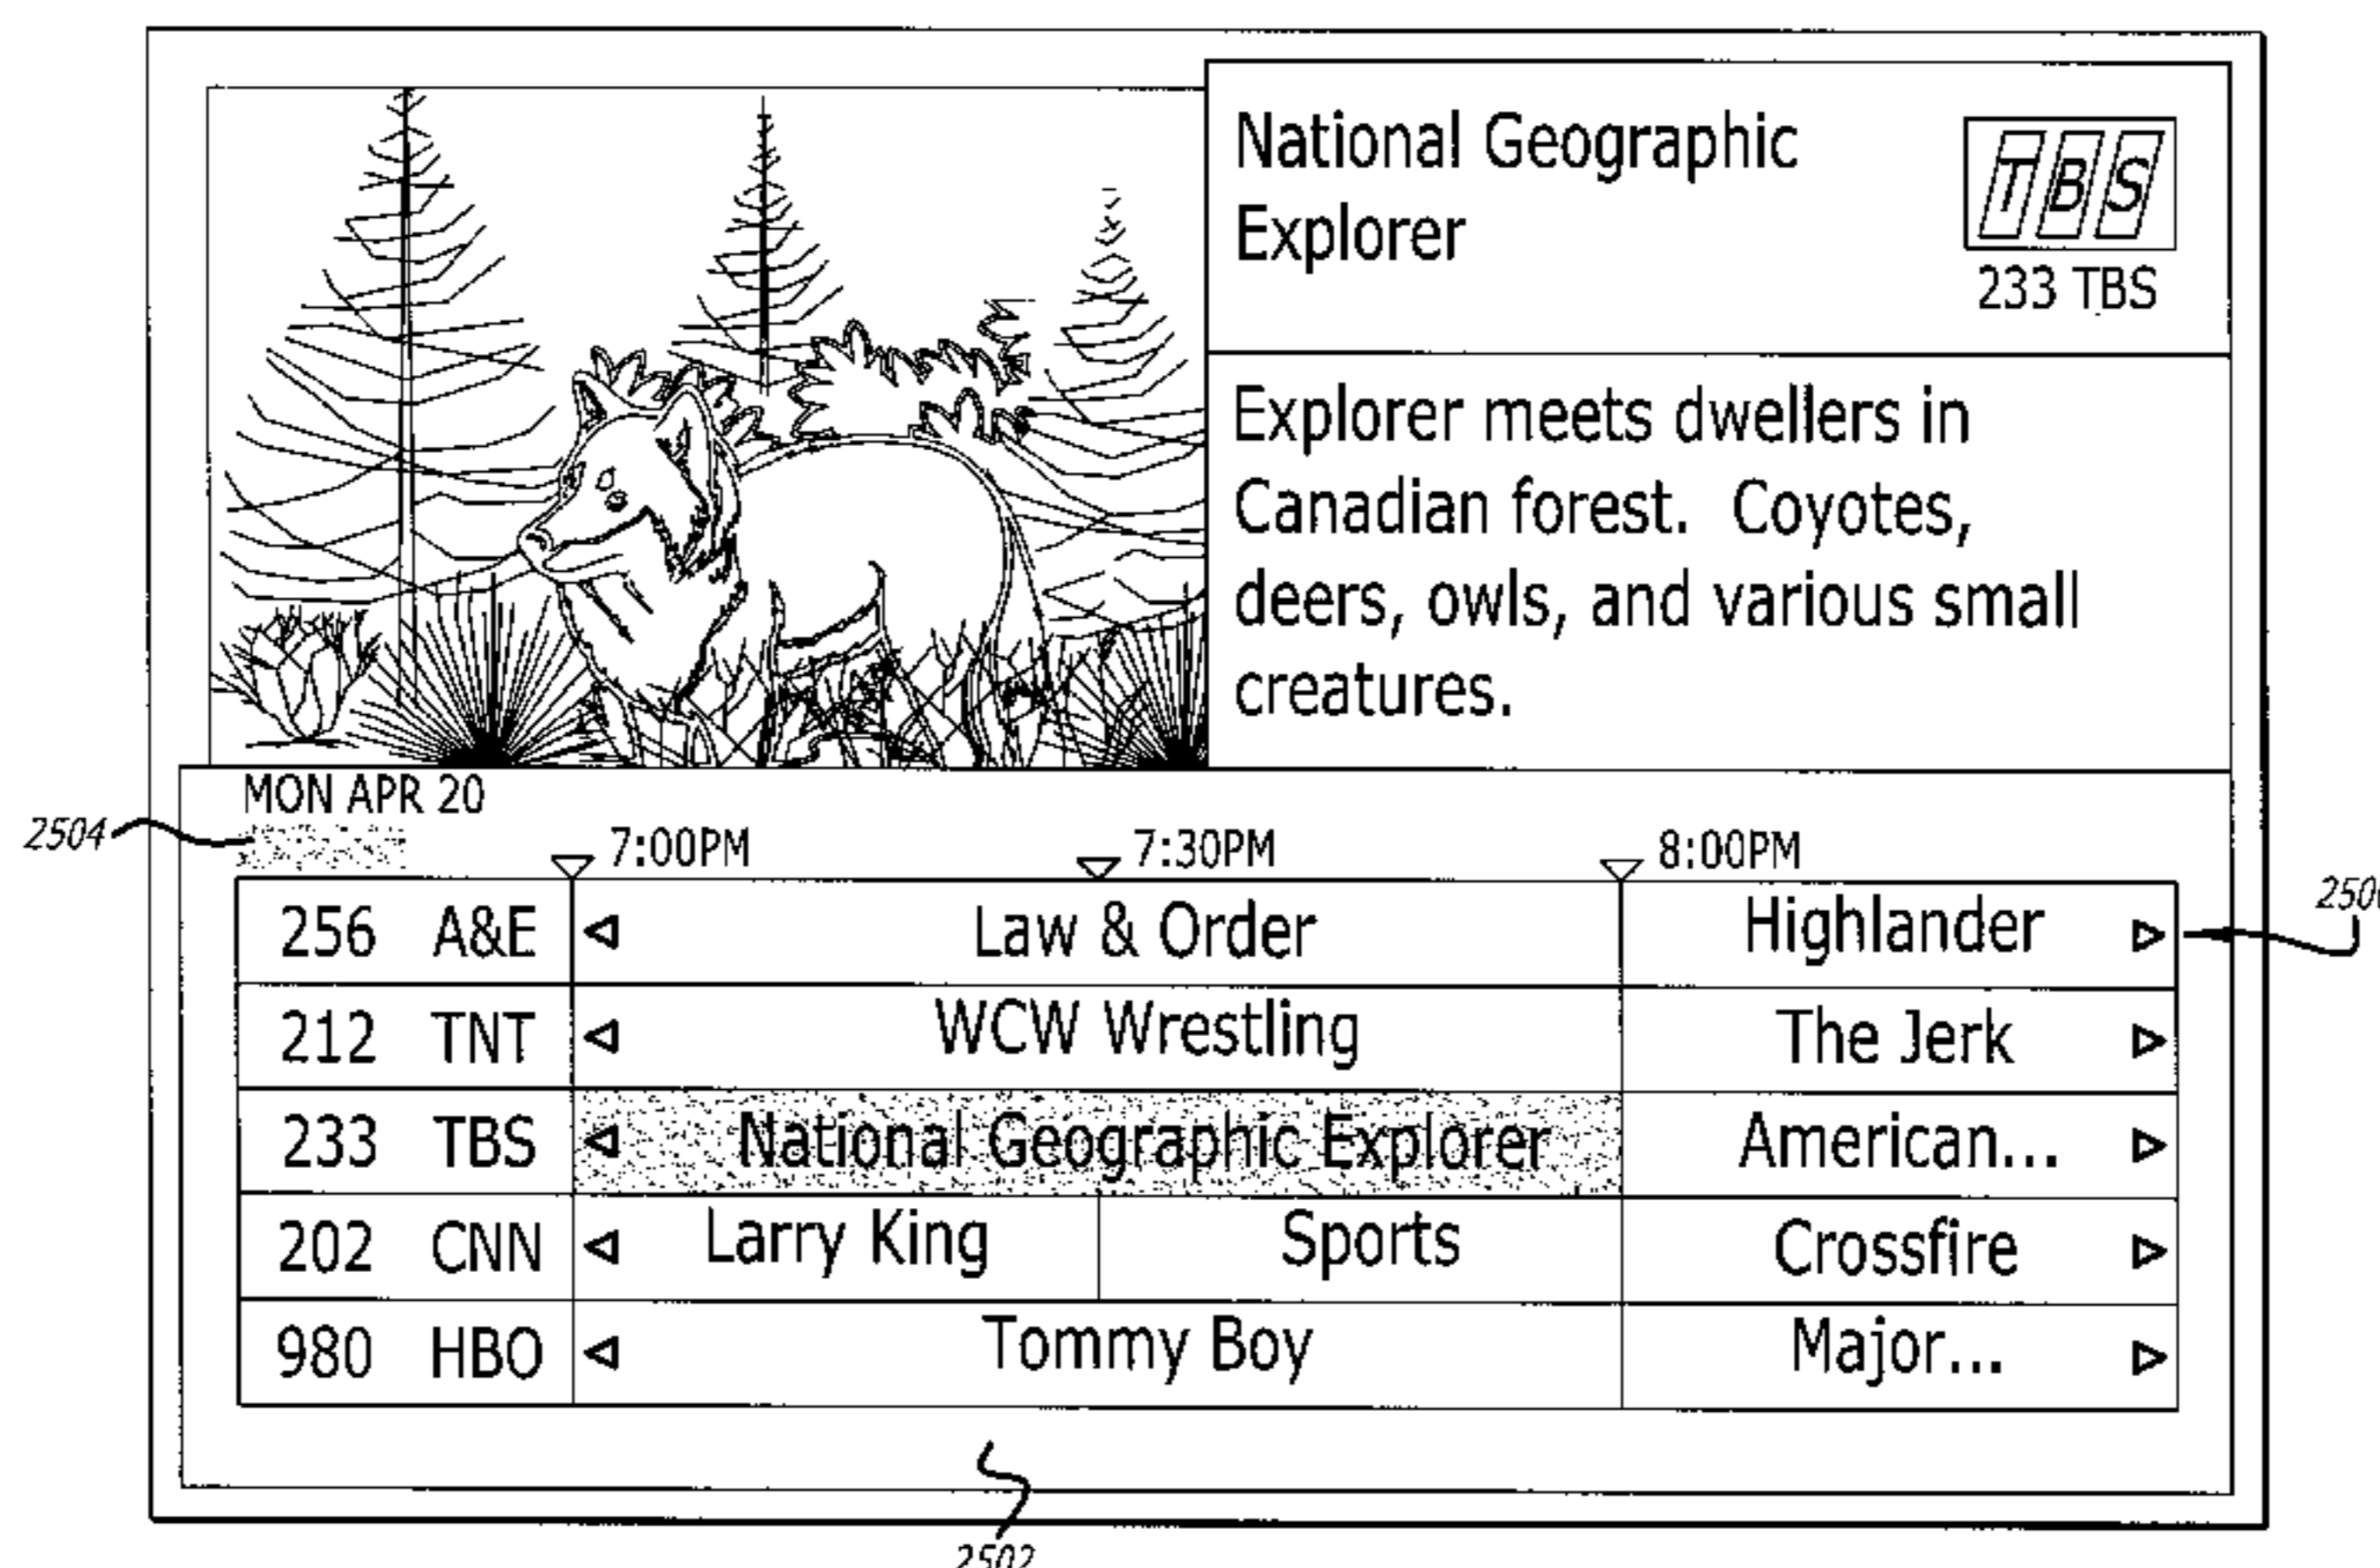 National Geographic
Explorer
TBS
233 TBS
Explorer meets dwellers in
Canadian forest.  Coyotes,
deers, owls, and various small
creatures.
MON APR 20
2504
7:00PM 7:30PM 8:00PM
256 A&E Law & Order Highlander
212 TNT WCW Wrestling The Jerk
233 TBS National Geographic Explorer American...
202 CNN Larry King Sports Crossfire
980 HBO Tommy Boy Major...
2502